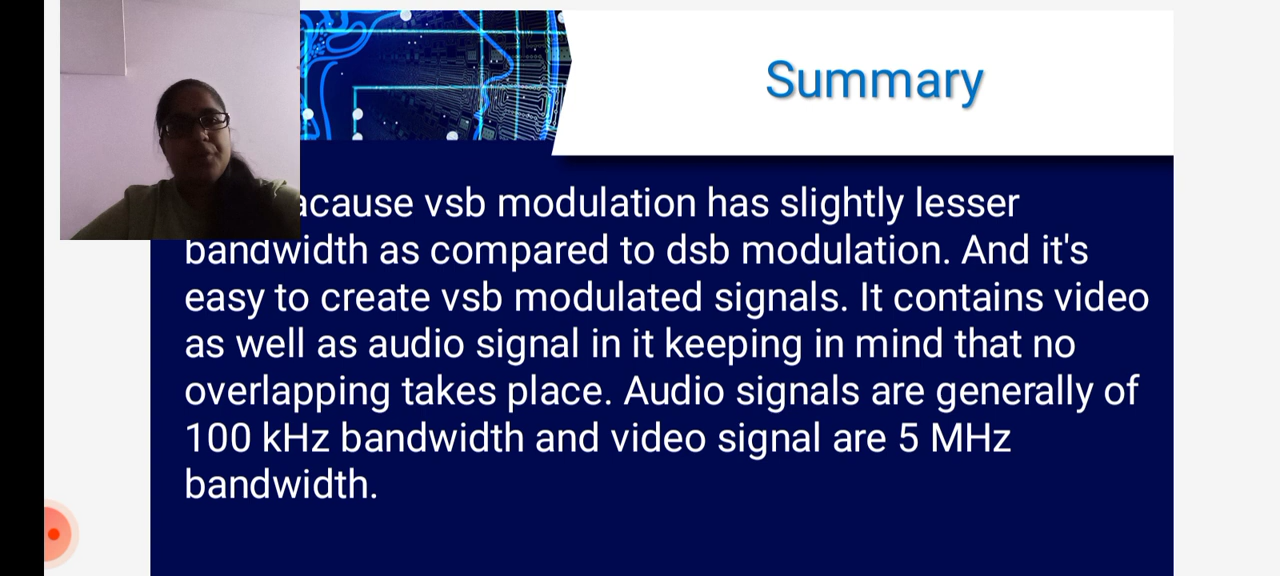 Summary
acause vsb modulation has slightly lesser
bandwidth as compared to dsb modulation. And it's
easy to create vsb modulated signals. It contains video
as well as audio signal in it keeping in mind that no
overlapping takes place. Audio signals are generally of
100 kHz bandwidth and video signal are 5 MHz
bandwidth.